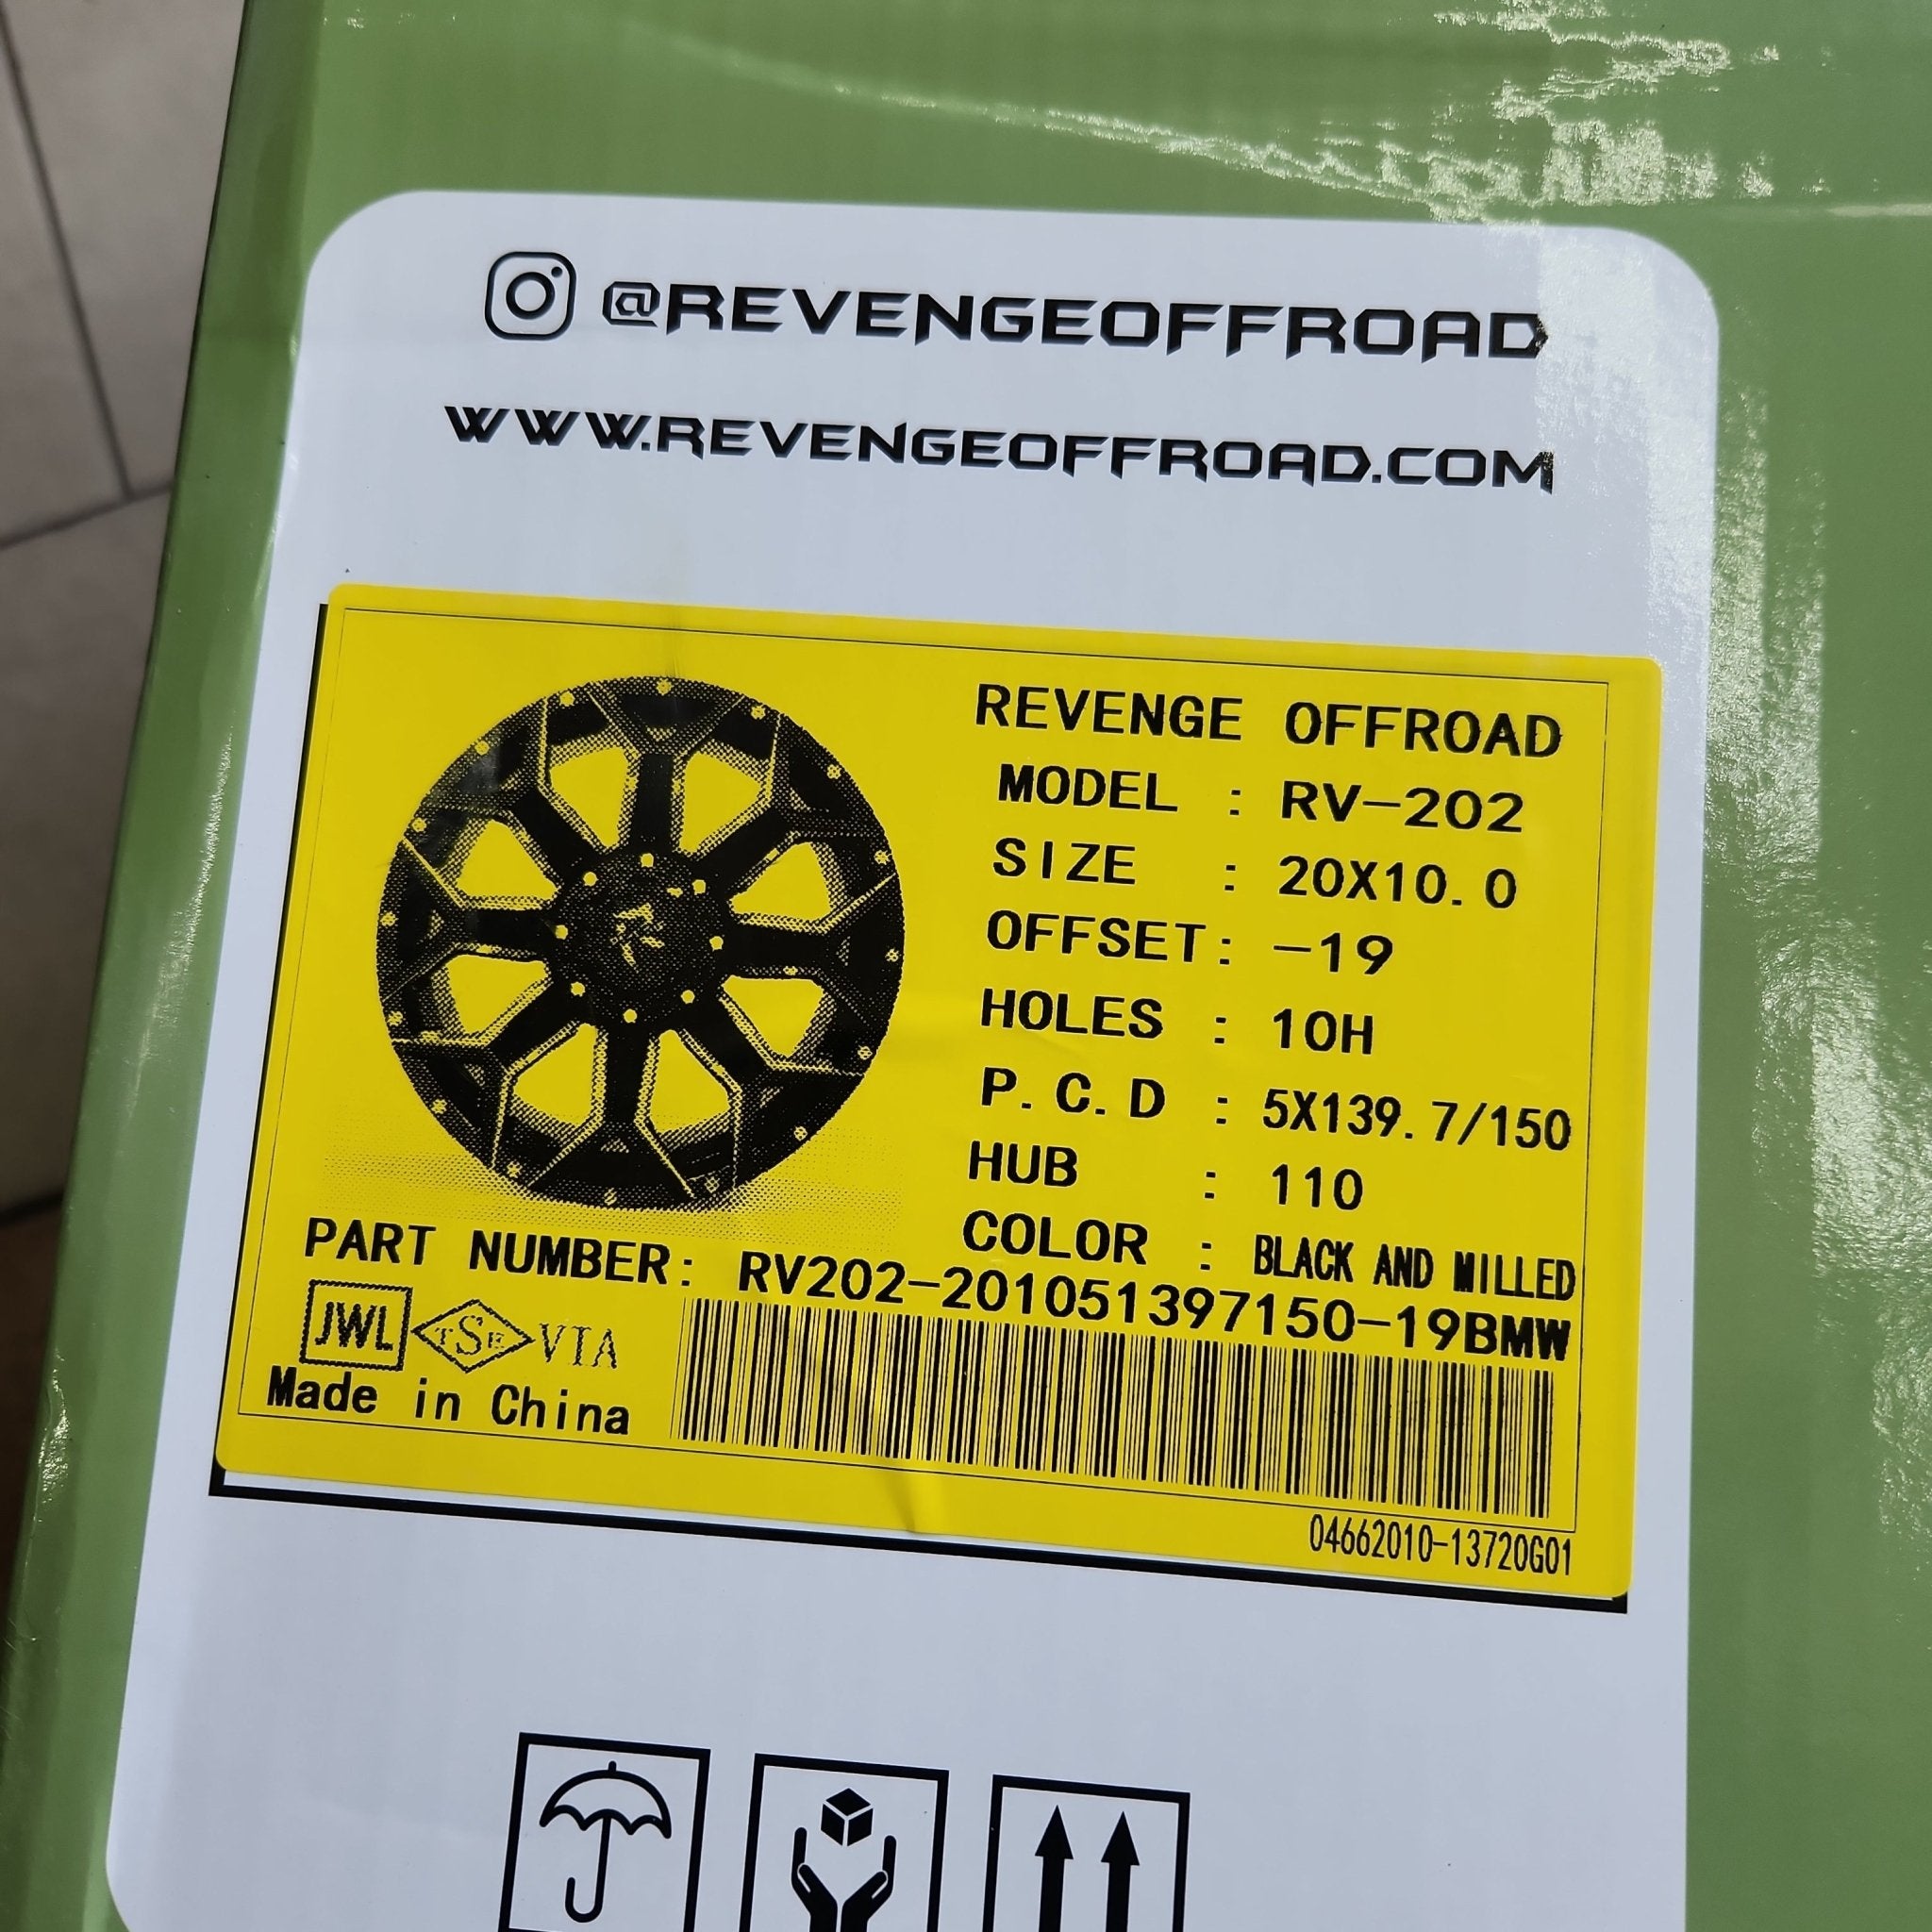 @REVENGEOFFROAD
WWW.REVENGEOFFROAD.COM
REVENGE OFFROAD
MODEL : RV-202
SIZE : 20X10.0
OFFSET: -19
HOLES : 10H
P.C.D : 5X139.7/150
HUB : 110
COLOR : BLACK AND MILLED
PART NUMBER: RV202-201051397150-19BMW
JWL TSE VIA
Made in China
04662010-13720G01